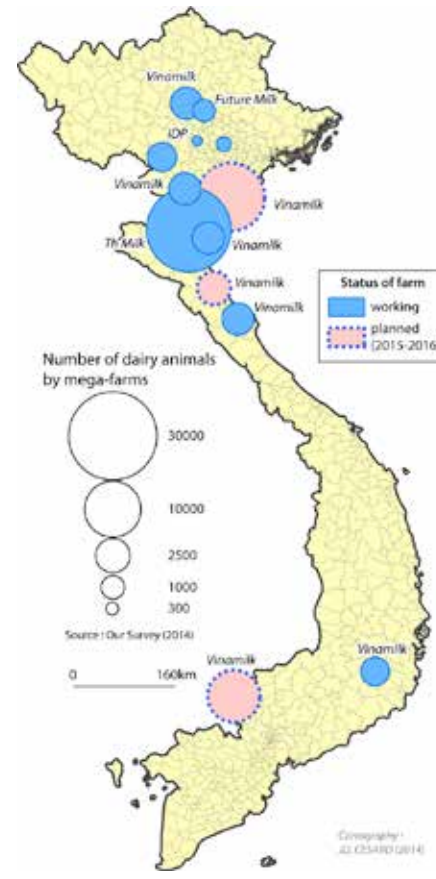 Vinamilk
Future Milk
IDP
Vinamilk
Vinamilk
Th Milk
Vinamilk
Vinamilk
Vinamilk
Status of farm
working
planned
(2015-2016)
Number of dairy animals
by mega-farms
30000
10000
2500
1000
300
Source : Our Survey (2014)
0 160km
Vinamilk
Vinamilk
Conography :
J.D. CESARO (2014)